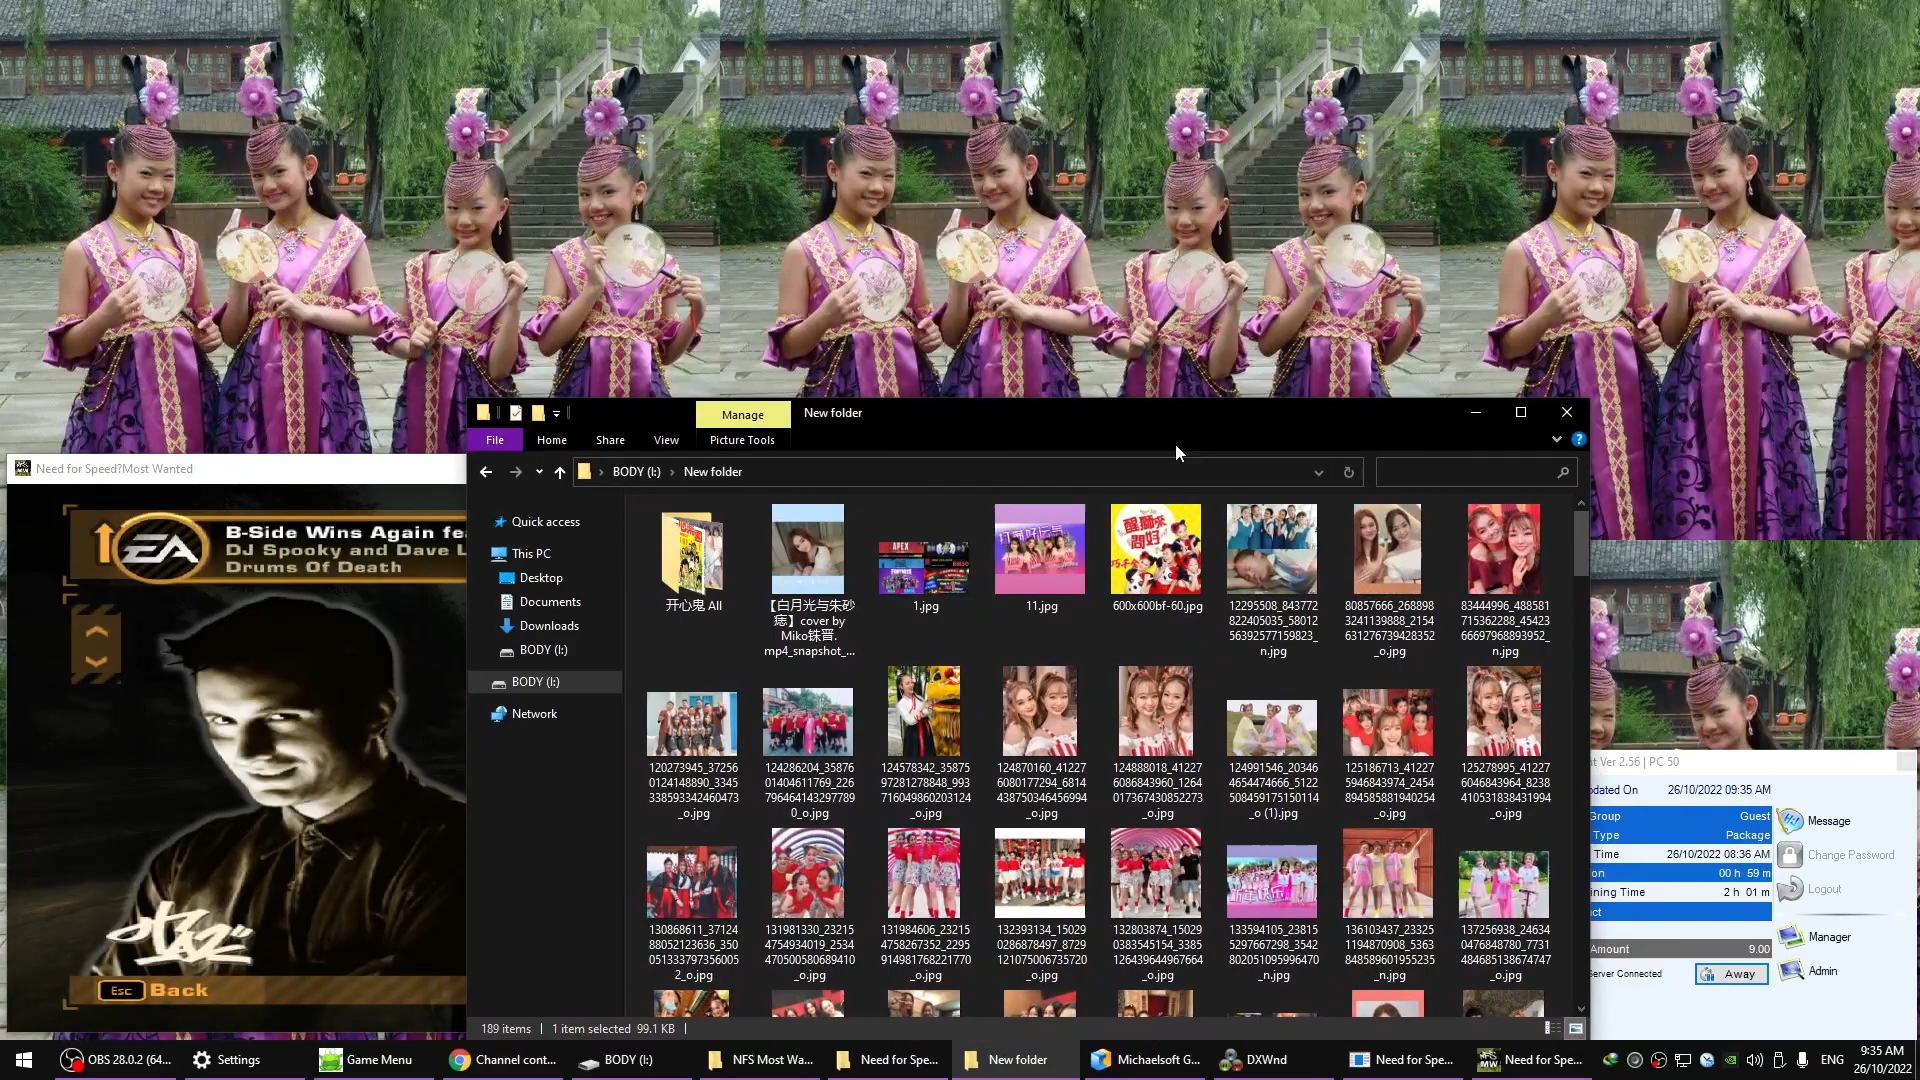 Manage
New folder
File
Home
Share
View
Picture Tools
BODY (I:)
New folder
Quick access
This PC
Desktop
Documents
Downloads
BODY (I:)
BODY (I:)
Network
开心鬼 All
【白月光与朱砂
痣】cover by
Miko铢晋.
mp4_snapshot_...
1.jpg
11.jpg
600x600bf-60.jpg
12295508_843772
822405035_58012
56392577159823_
n.jpg
80857666_268898
3241139888_2154
631276739428352
_o.jpg
83444996_488581
715362288_45423
66697968893952_
n.jpg
120273945_37256
0124148890_3345
338593342460473
_o.jpg
124286204_35876
01404611769_226
796464143297789
0_o.jpg
124578342_35875
97281278848_993
716049860203124
_o.jpg
124870160_41227
6080177294_6814
438750346456994
_o.jpg
124888018_41227
6086843960_1264
017367430852273
_o.jpg
124991546_20346
4654474666_5122
508459175150114
_o (1).jpg
125186713_41227
5946843974_2454
894585881940254
_o.jpg
125278995_41227
6046843964_8238
410531838431994
_o.jpg
130868611_37124
88052123636_350
051333797356005
2_o.jpg
131981330_23215
4754934019_2534
470500580689410
_o.jpg
131984606_23215
4758267352_2295
914981768221770
_o.jpg
132393134_15029
0286878497_8729
121075006735720
_o.jpg
132803874_15029
0383545154_3385
126439644967664
_o.jpg
133594105_23815
5297667298_3542
802051095996470
_n.jpg
136103437_23325
1194870908_5363
848589601955235
_n.jpg
137256938_24634
0476848780_7731
484685138674747
_o.jpg
189 items
1 item selected 99.1 KB
Need for Speed?Most Wanted
EA
B-Side Wins Again fe
DJ Spooky and Dave L
Drums Of Death
Esc Back
nt Ver 2.56 | PC 50
pdated On 26/10/2022 09:35 AM
Group Guest
Type Package
Time 26/10/2022 08:36 AM
on 00 h 59 m
ining Time 2 h 01 m
ct
Amount 9.00
Server Connected
Away
Message
Change Password
Logout
Manager
Admin
OBS 28.0.2 (64...
Settings
Game Menu
Channel cont...
BODY (I:)
NFS Most Wa...
Need for Spe...
New folder
Michaelsoft G...
DXWnd
Need for Spe...
Need for Spe...
ENG
9:35 AM
26/10/2022